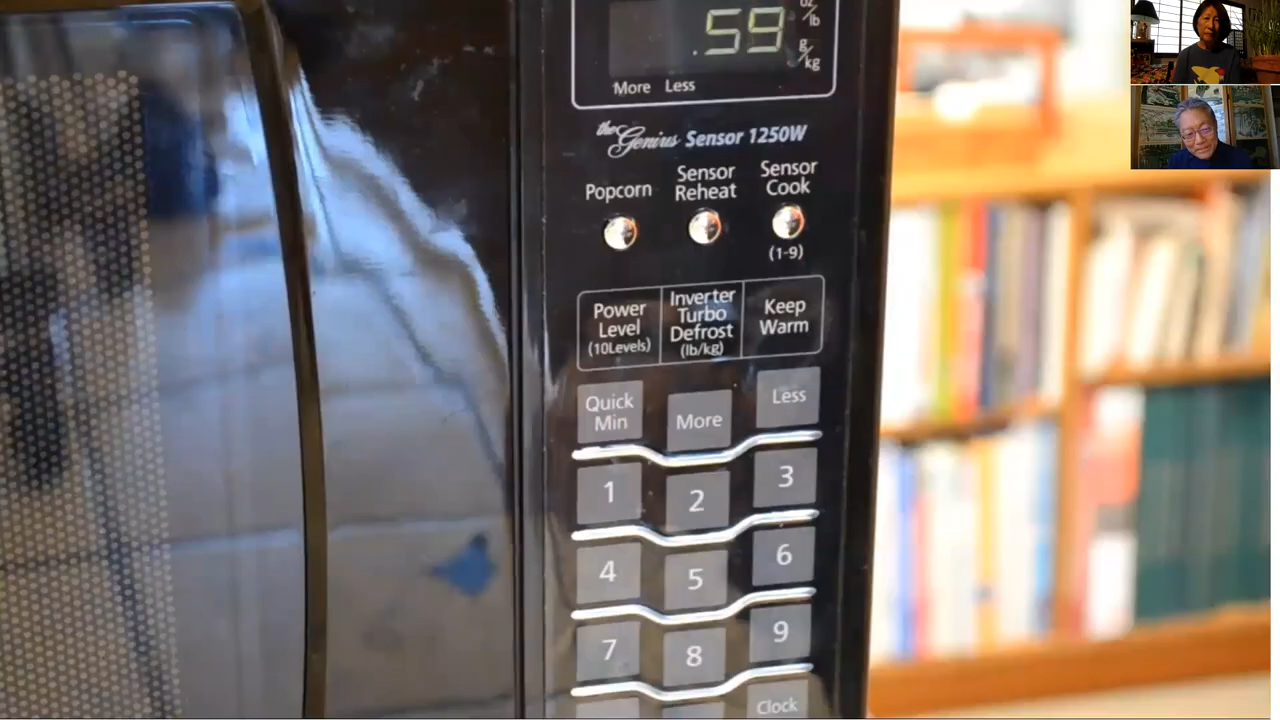 oz/lb
.59
g/kg
More Less
the Genius Sensor 1250W
Popcorn
Sensor Reheat
Sensor Cook
(1-9)
Power Level (10Levels)
Inverter Turbo Defrost (lb/kg)
Keep Warm
Quick Min
More
Less
1
2
3
4
5
6
7
8
9
Clock